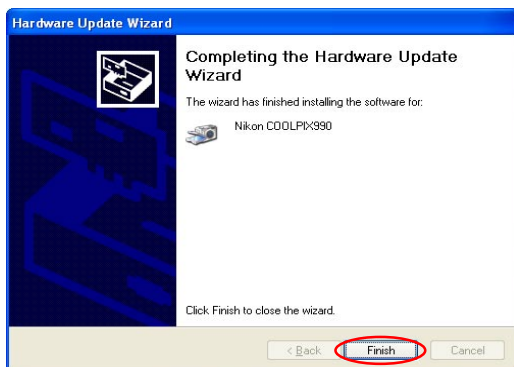 Hardware Update Wizard
Completing the Hardware Update
Wizard
The wizard has finished installing the software for:
Nikon COOLPIX990
Click Finish to close the wizard.
< Back Finish Cancel